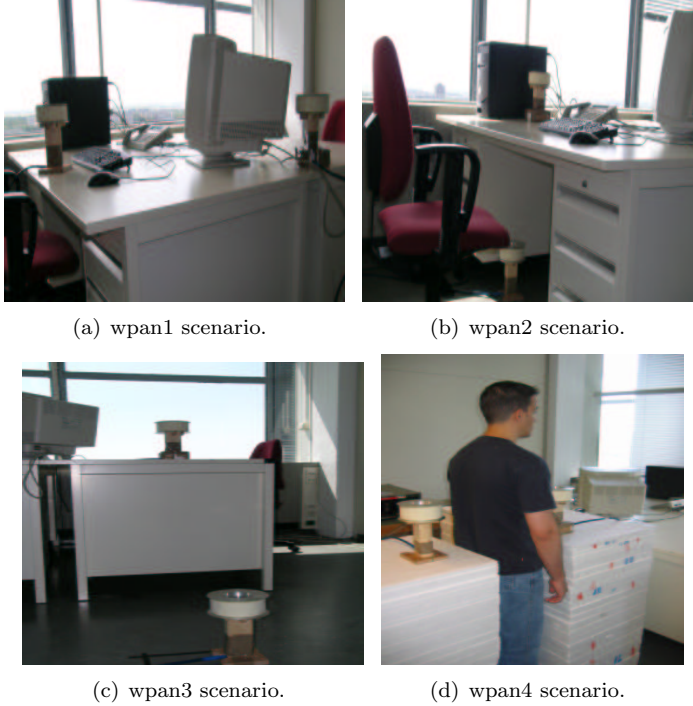 (a) wpan1 scenario.
(b) wpan2 scenario.
(c) wpan3 scenario.
(d) wpan4 scenario.